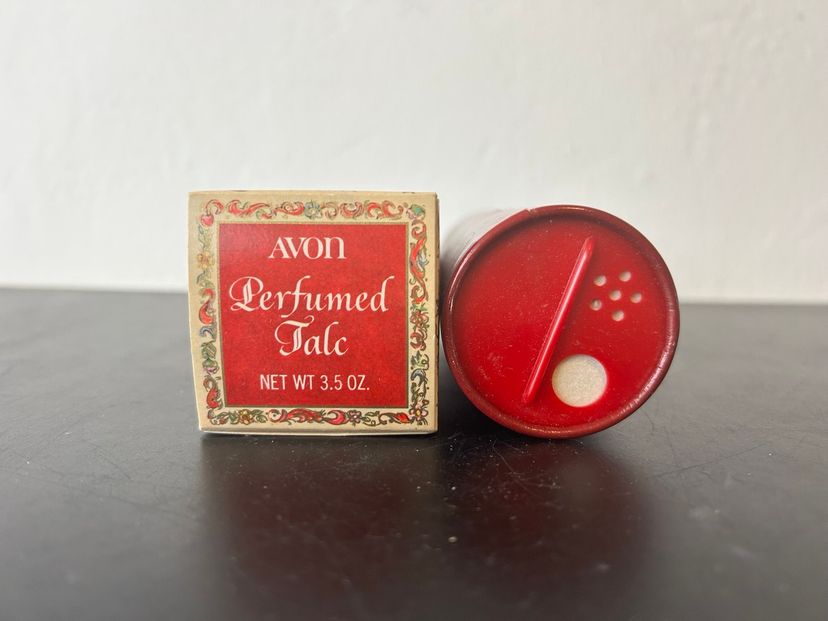 AVON
Perfumed
Talc
NET WT 3.5 OZ.